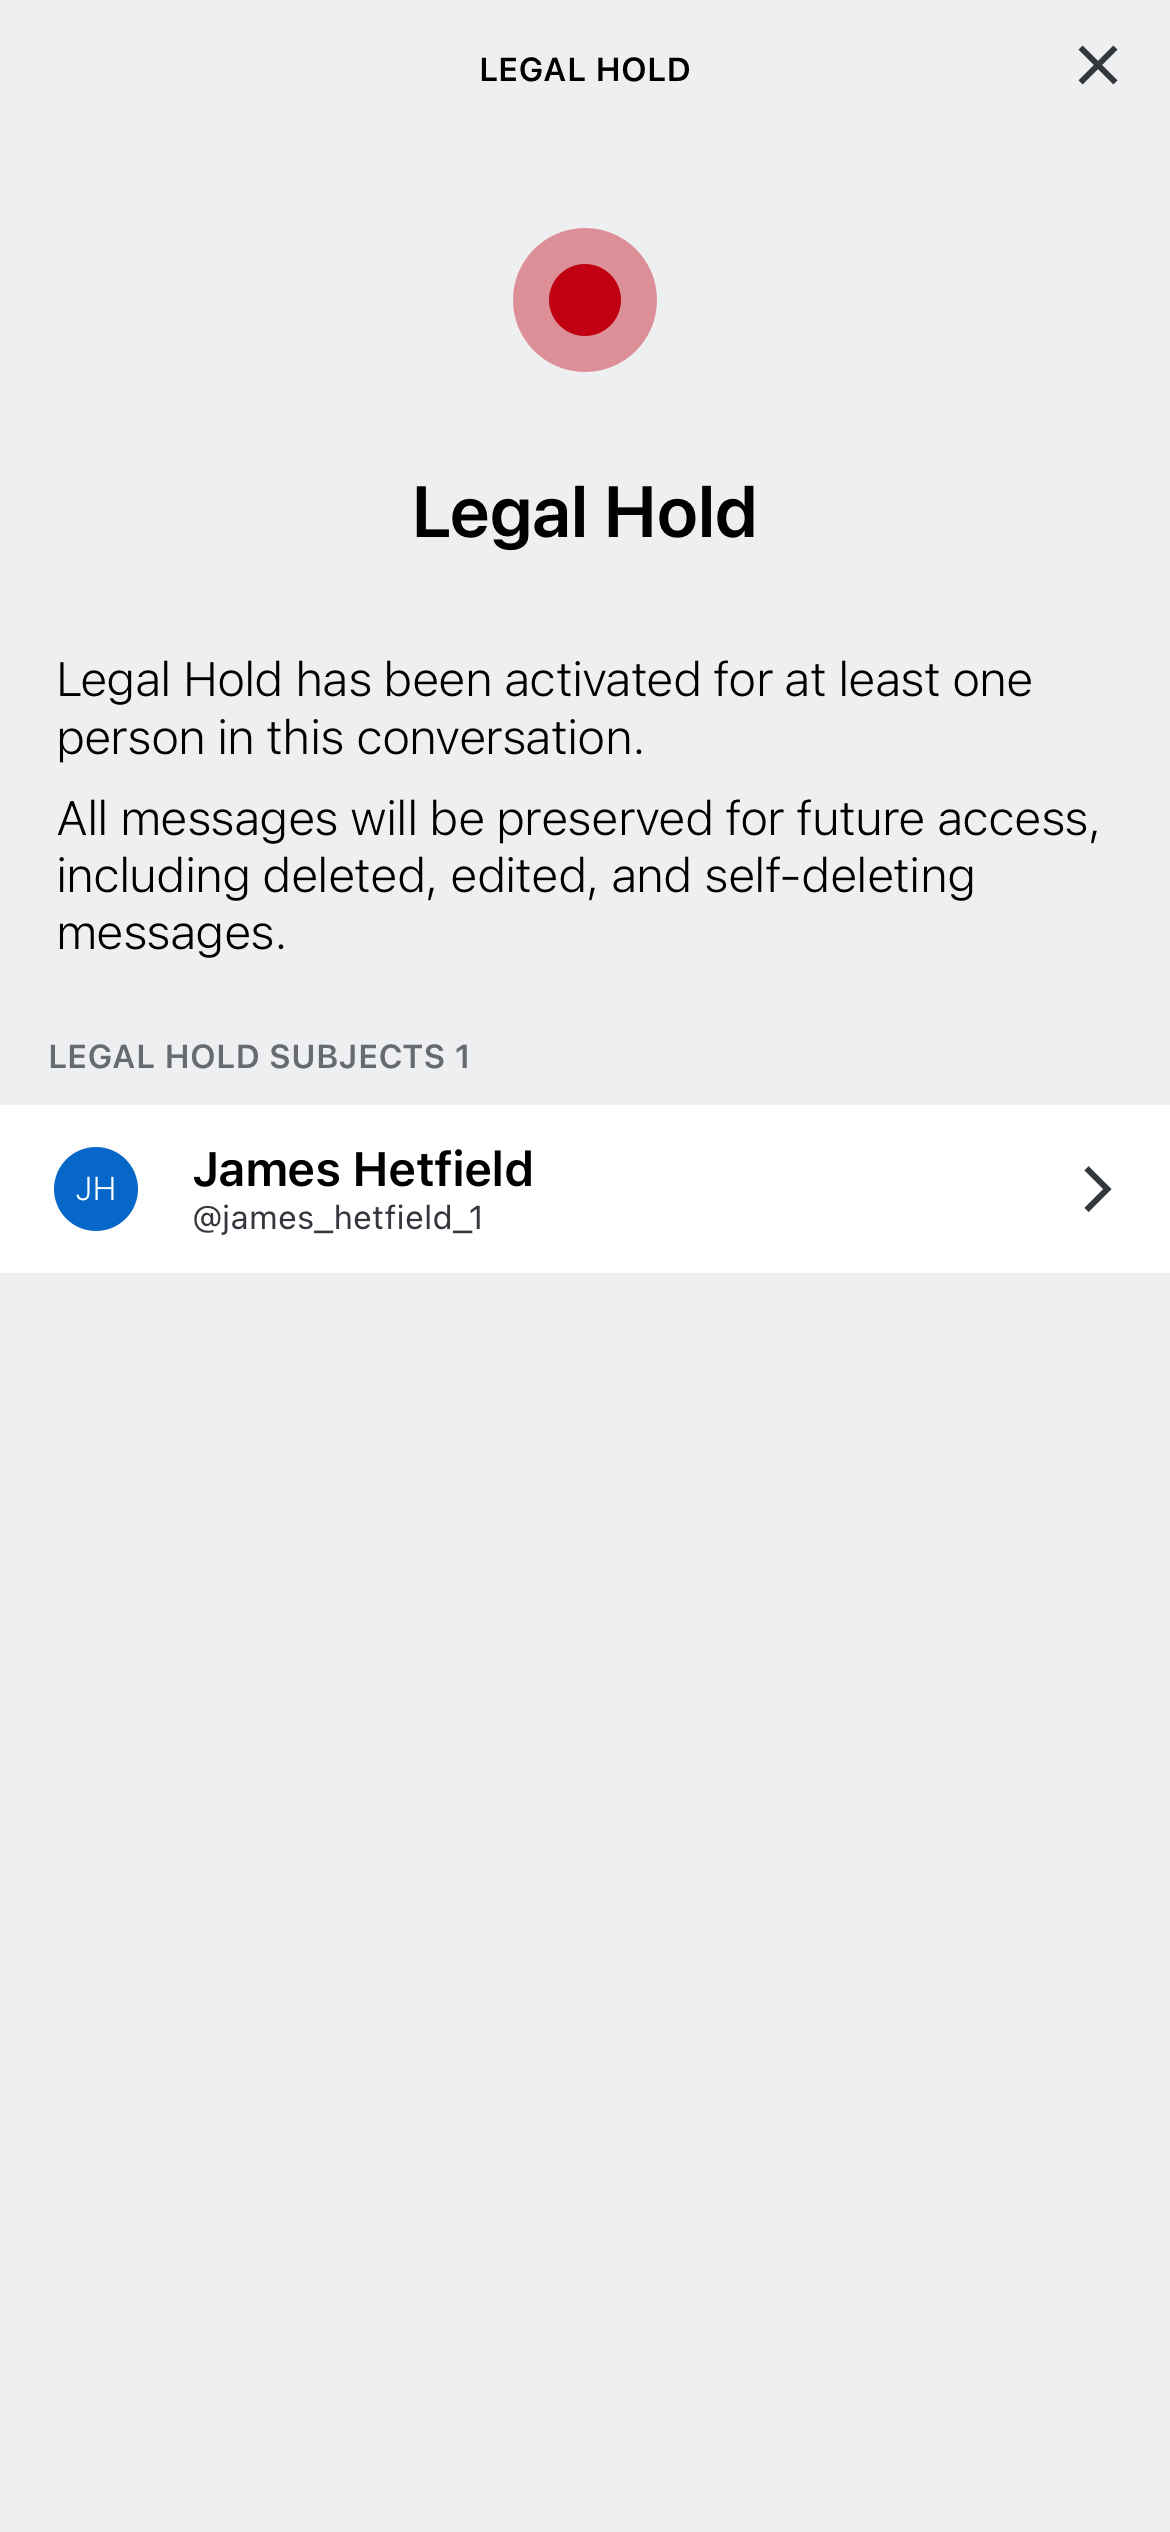 LEGAL HOLD
Legal Hold
Legal Hold has been activated for at least one
person in this conversation.
All messages will be preserved for future access,
including deleted, edited, and self-deleting
messages.
LEGAL HOLD SUBJECTS 1
JH
James Hetfield
@james_hetfield_1